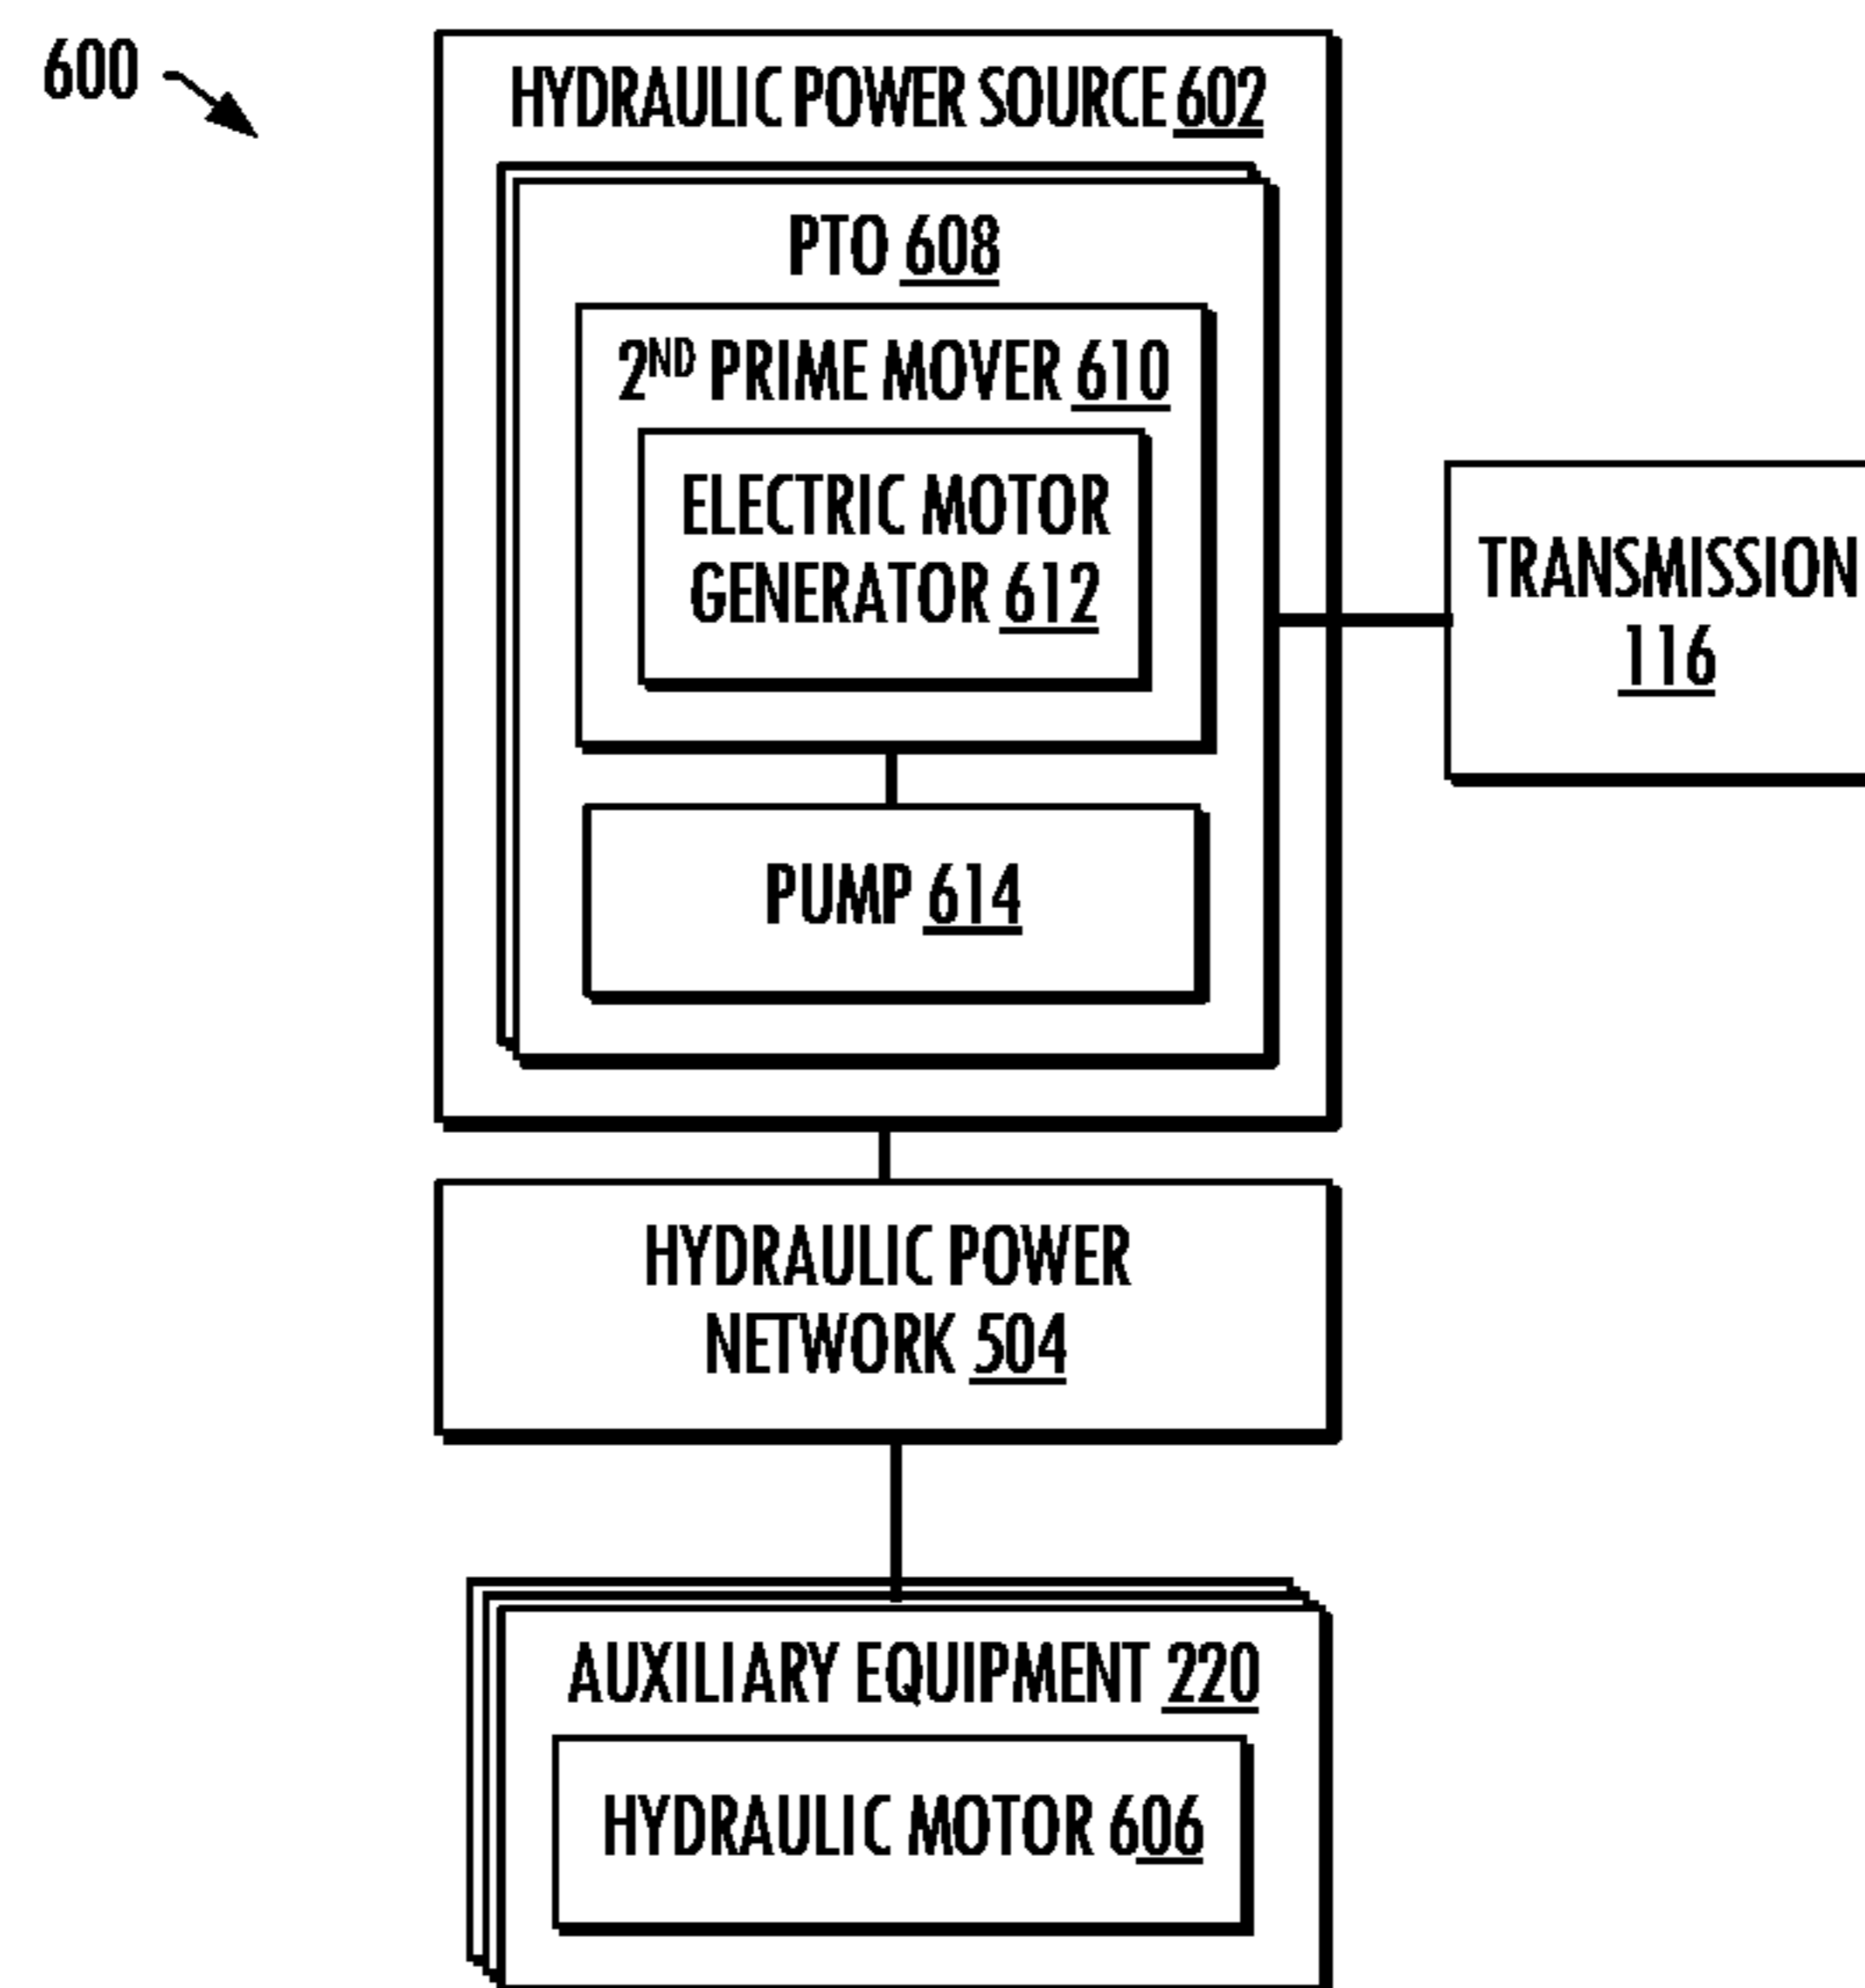 600
HYDRAULIC POWER SOURCE 602
PTO 608
2ND PRIME MOVER 610
ELECTRIC MOTOR
GENERATOR 612
TRANSMISSION
116
PUMP 614
HYDRAULIC POWER
NETWORK 504
AUXILIARY EQUIPMENT 220
HYDRAULIC MOTOR 606